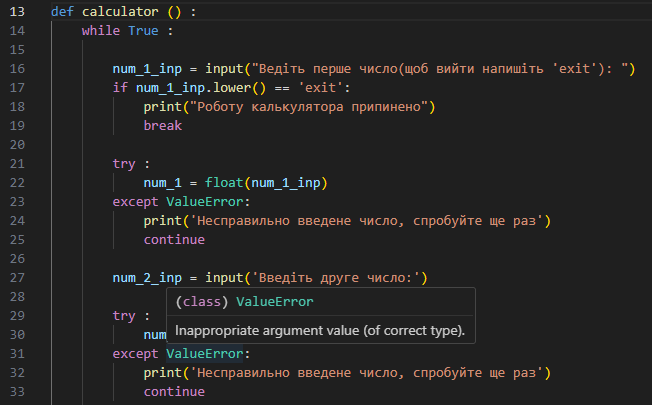 13 def calculator () :
14 while True :
15
16 num_1_inp = input("Ведіть перше число(щоб вийти напишіть 'exit'): ")
17 if num_1_inp.lower() == 'exit':
18 print("Роботу калькулятора припинено")
19 break
20
21 try :
22 num_1 = float(num_1_inp)
23 except ValueError:
24 print('Несправильно введене число, спробуйте ще раз')
25 continue
26
27 num_2_inp = input('Введіть друге число:')
28
(class) ValueError
29 try :
Inappropriate argument value (of correct type).
30 num
31 except ValueError:
32 print('Несправильно введене число, спробуйте ще раз')
33 continue